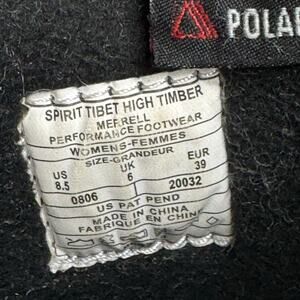 POLAR
SPIRIT TIBET HIGH TIMBER
MERRELL
PERFORMANCE FOOTWEAR
WOMENS-FEMMES
SIZE-GRANDEUR
US UK EUR
8.5 6 39
0806 20032
US PAT PEND
MADE IN CHINA
FABRIQUE EN CHINE